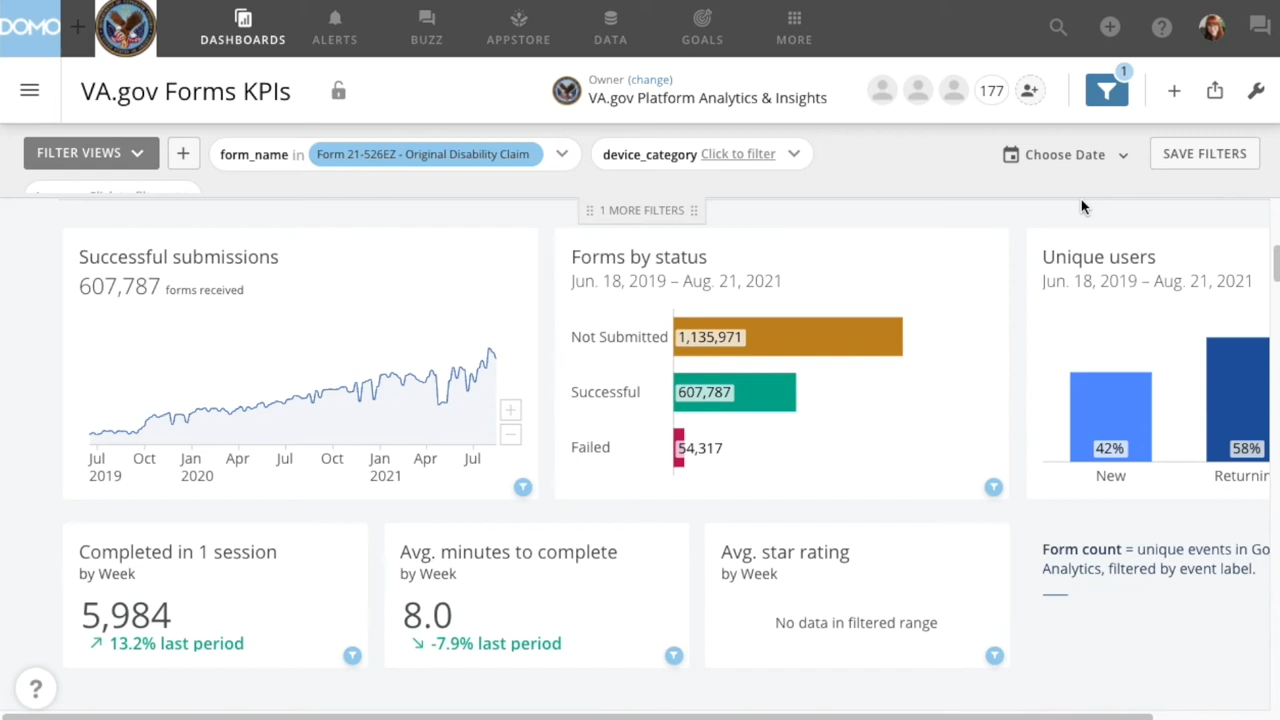 DOMO
DASHBOARDS
ALERTS
BUZZ
APPSTORE
DATA
GOALS
MORE
VA.gov Forms KPIs
Owner (change)
VA.gov Platform Analytics & Insights
177
1
FILTER VIEWS
form_name in Form 21-526EZ - Original Disability Claim
device_category Click to filter
Choose Date
SAVE FILTERS
1 MORE FILTERS
Successful submissions
607,787 forms received
Jul Oct Jan Apr Jul Oct Jan Apr Jul
2019 2020 2021
Forms by status
Jun. 18, 2019 – Aug. 21, 2021
Not Submitted 1,135,971
Successful 607,787
Failed 54,317
Unique users
Jun. 18, 2019 – Aug. 21, 2021
42% 58%
New Returnin
Completed in 1 session
by Week
5,984
13.2% last period
Avg. minutes to complete
by Week
8.0
-7.9% last period
Avg. star rating
by Week
No data in filtered range
Form count = unique events in Go
Analytics, filtered by event label.
?